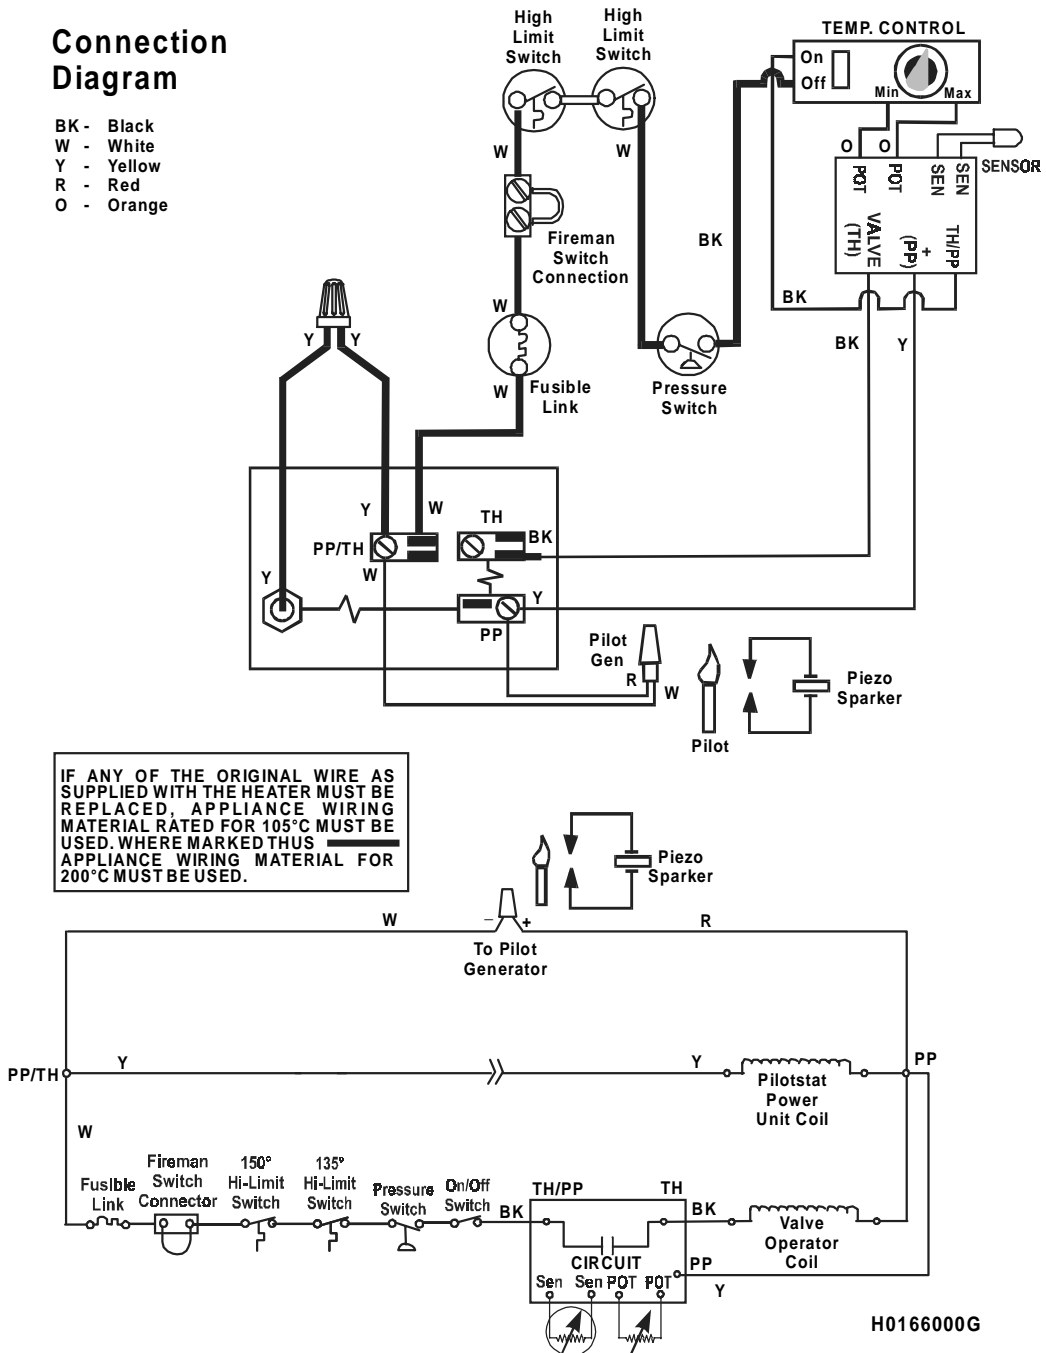 Connection
Diagram
BK - Black
W - White
Y - Yellow
R - Red
O - Orange
High
Limit
Switch
High
Limit
Switch
TEMP. CONTROL
On
Off
Min
Max
W
W
O
O
SENSOR
POT
POT
SEN
SEN
VALVE
(TH)
+
(PP)
TH/PP
Fireman
Switch
Connection
BK
BK
BK
Y
W
Y
Y
W
Fusible
Link
Pressure
Switch
Y
W
TH
BK
PP/TH
W
Y
Y
PP
Pilot
Gen
R
W
Pilot
Piezo
Sparker
IF ANY OF THE ORIGINAL WIRE AS
SUPPLIED WITH THE HEATER MUST BE
REPLACED, APPLIANCE WIRING
MATERIAL RATED FOR 105°C MUST BE
USED. WHERE MARKED THUS
APPLIANCE WIRING MATERIAL FOR
200°C MUST BE USED.
Piezo
Sparker
W
–
+
R
To Pilot
Generator
PP/TH
Y
Y
PP
Pilotstat
Power
Unit Coil
W
Fusible
Link
Fireman
Switch
Connector
150°
Hi-Limit
Switch
135°
Hi-Limit
Switch
Pressure
Switch
On/Off
Switch
BK
TH/PP
TH
BK
Valve
Operator
Coil
CIRCUIT
PP
Sen
Sen
POT
POT
Y
H0166000G